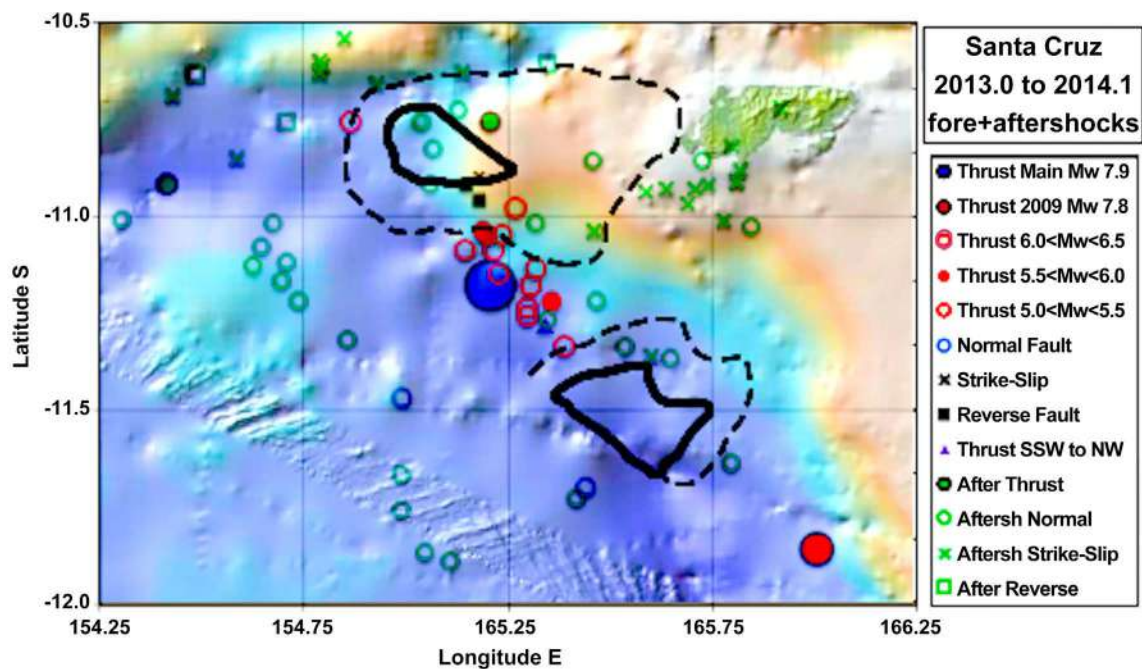 Santa Cruz
2013.0 to 2014.1
fore+aftershocks
Thrust Main Mw 7.9
Thrust 2009 Mw 7.8
Thrust 6.0<Mw<6.5
Thrust 5.5<Mw<6.0
Thrust 5.0<Mw<5.5
Normal Fault
Strike-Slip
Reverse Fault
Thrust SSW to NW
After Thrust
Aftersh Normal
Aftersh Strike-Slip
After Reverse
Latitude S
-10.5
-11.0
-11.5
-12.0
154.25 154.75 165.25 165.75 166.25
Longitude E